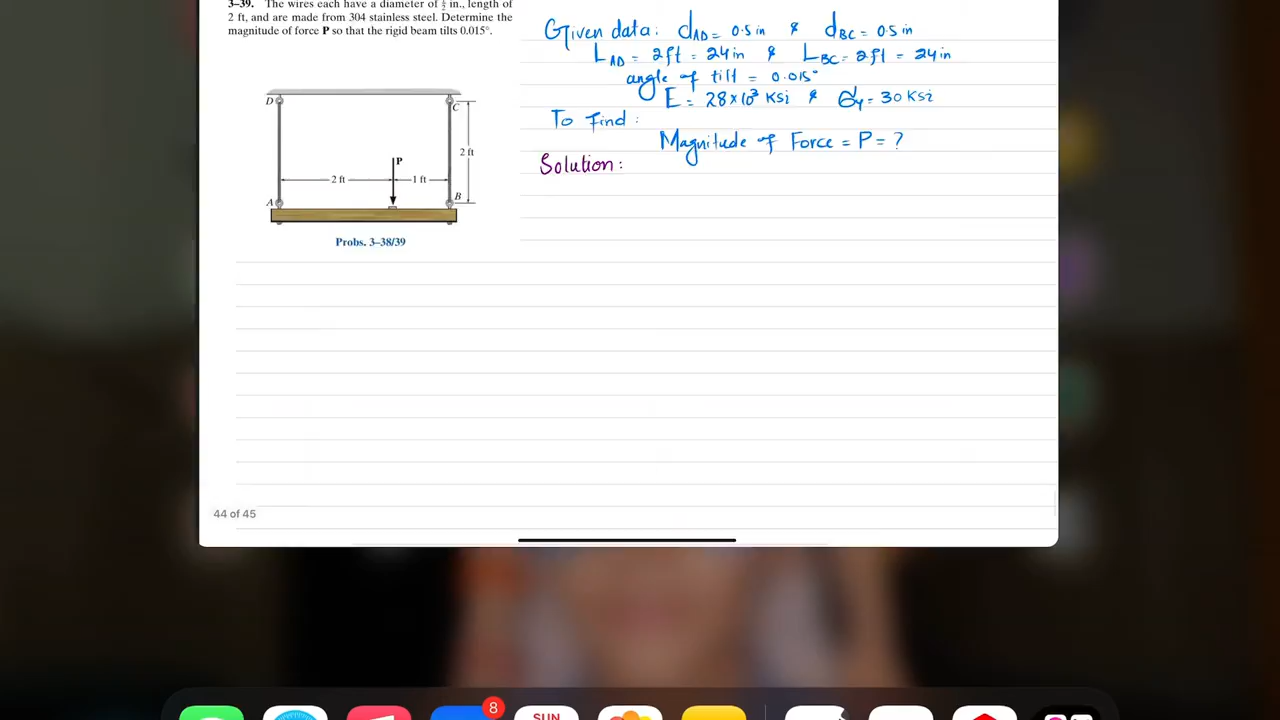 3–39. The wires each have a diameter of ½ in., length of
2 ft, and are made from 304 stainless steel. Determine the
magnitude of force P so that the rigid beam tilts 0.015°.
D
C
2 ft
P
2 ft
1 ft
A
B
Probs. 3–38/39
Given data: dAD = 0.5 in & dBC = 0.5 in
LAD = 2ft = 24 in & LBC = 2ft = 24 in
angle of tilt = 0.015°
E = 28×10³ Ksi & σy = 30 Ksi
To find:
Magnitude of Force = P = ?
Solution:
44 of 45
8
SUN